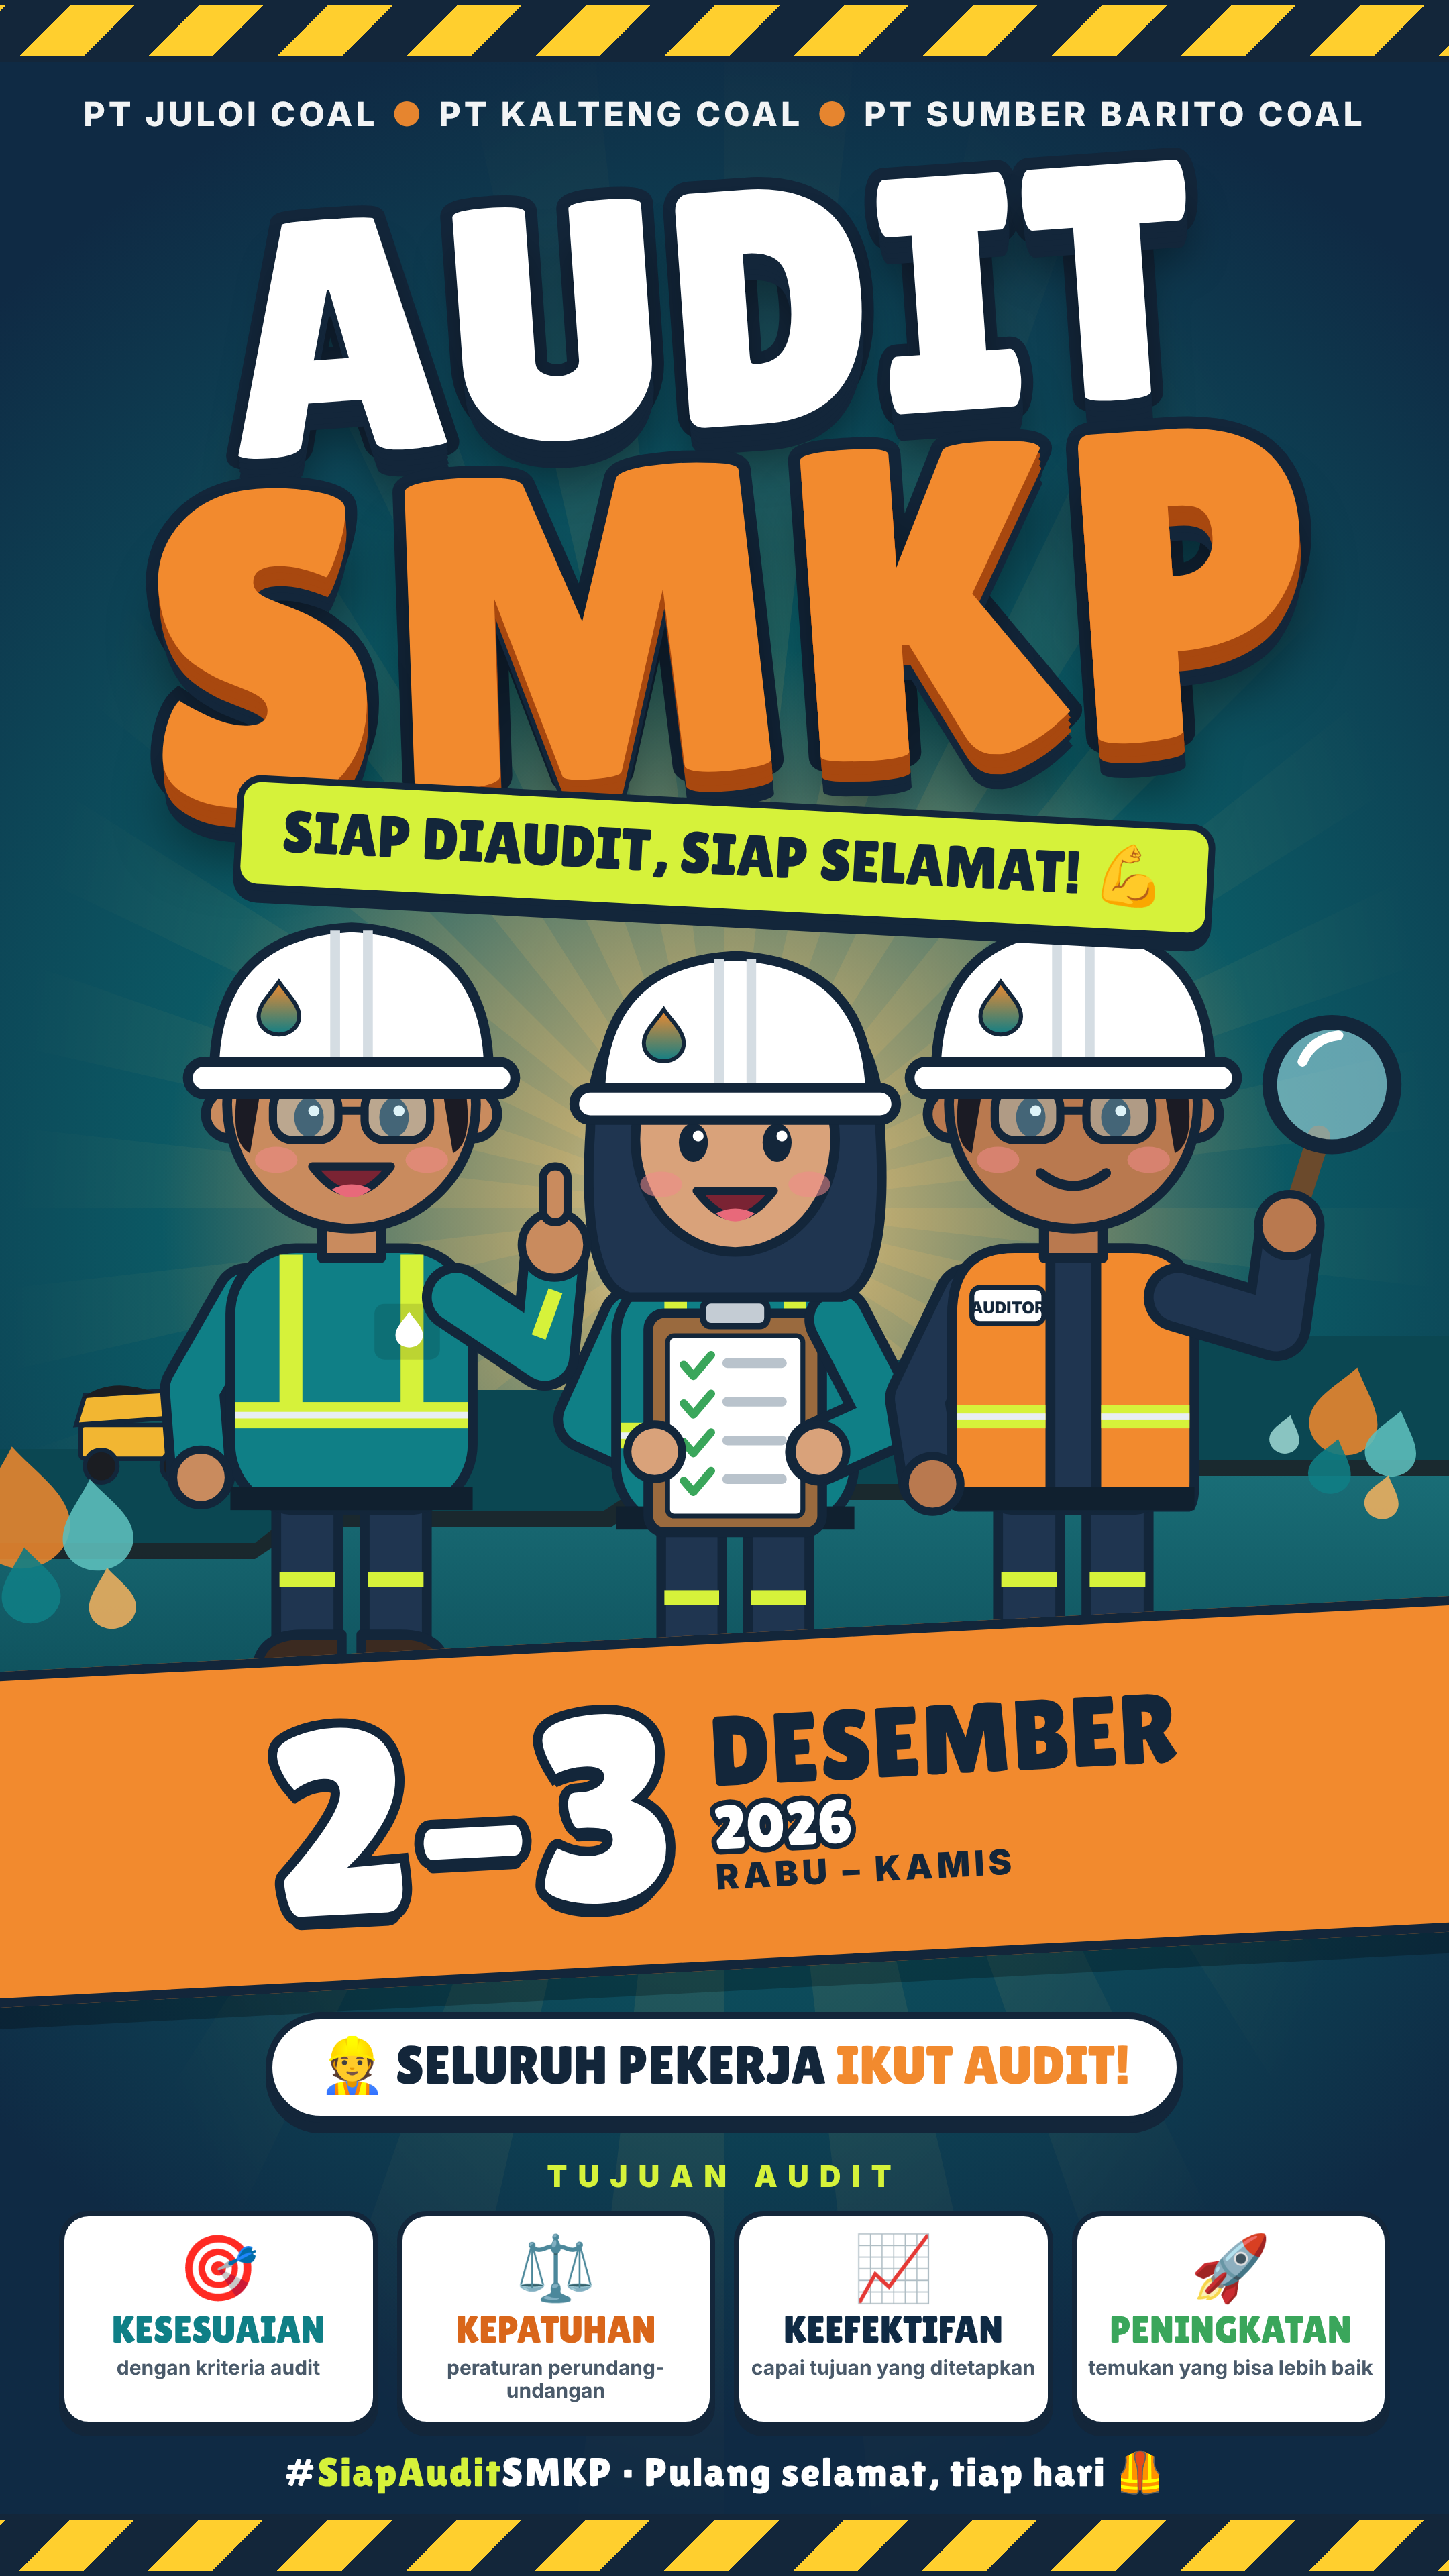 PT JULOI COAL ● PT KALTENG COAL ● PT SUMBER BARITO COAL
AUDIT
SMKP
SIAP DIAUDIT, SIAP SELAMAT! 💪
AUDITOR
2–3
DESEMBER
2026
RABU – KAMIS
👷 SELURUH PEKERJA IKUT AUDIT!
TUJUAN AUDIT
🎯
KESESUAIAN
dengan kriteria audit
⚖️
KEPATUHAN
peraturan perundang-
undangan
📈
KEEFEKTIFAN
capai tujuan yang ditetapkan
🚀
PENINGKATAN
temukan yang bisa lebih baik
#SiapAuditSMKP · Pulang selamat, tiap hari 🦺